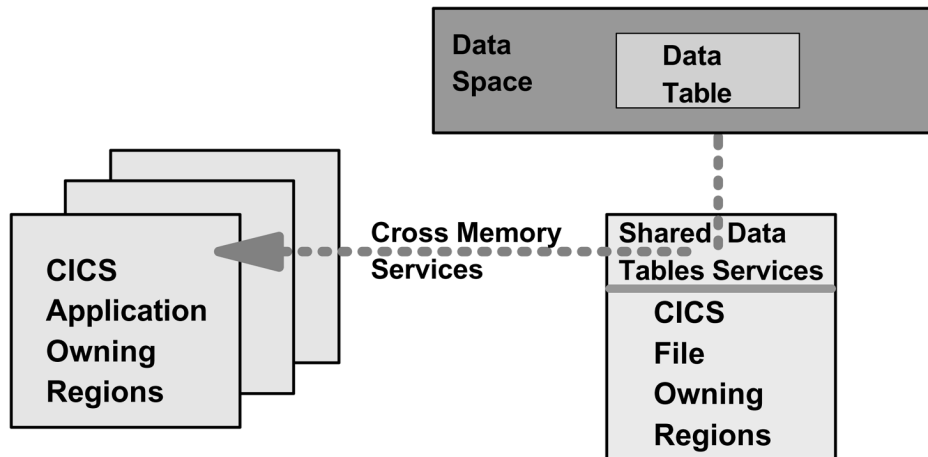 Data
Space
Data
Table
Cross Memory
Services
Shared Data
Tables Services
CICS
Application
Owning
Regions
CICS
File
Owning
Regions